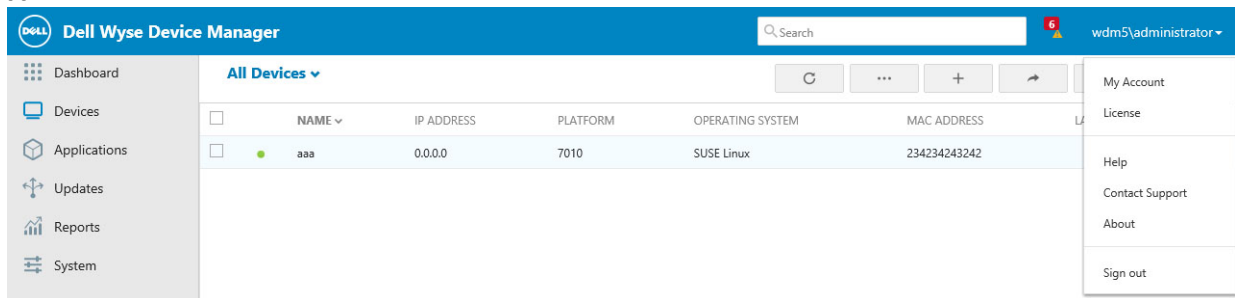 DELL Dell Wyse Device Manager Search 6 wdm5\administrator
Dashboard All Devices ... + My Account
Devices NAME IP ADDRESS PLATFORM OPERATING SYSTEM MAC ADDRESS License
Applications aaa 0.0.0.0 7010 SUSE Linux 234234243242 Help
Updates Contact Support
Reports About
System Sign out